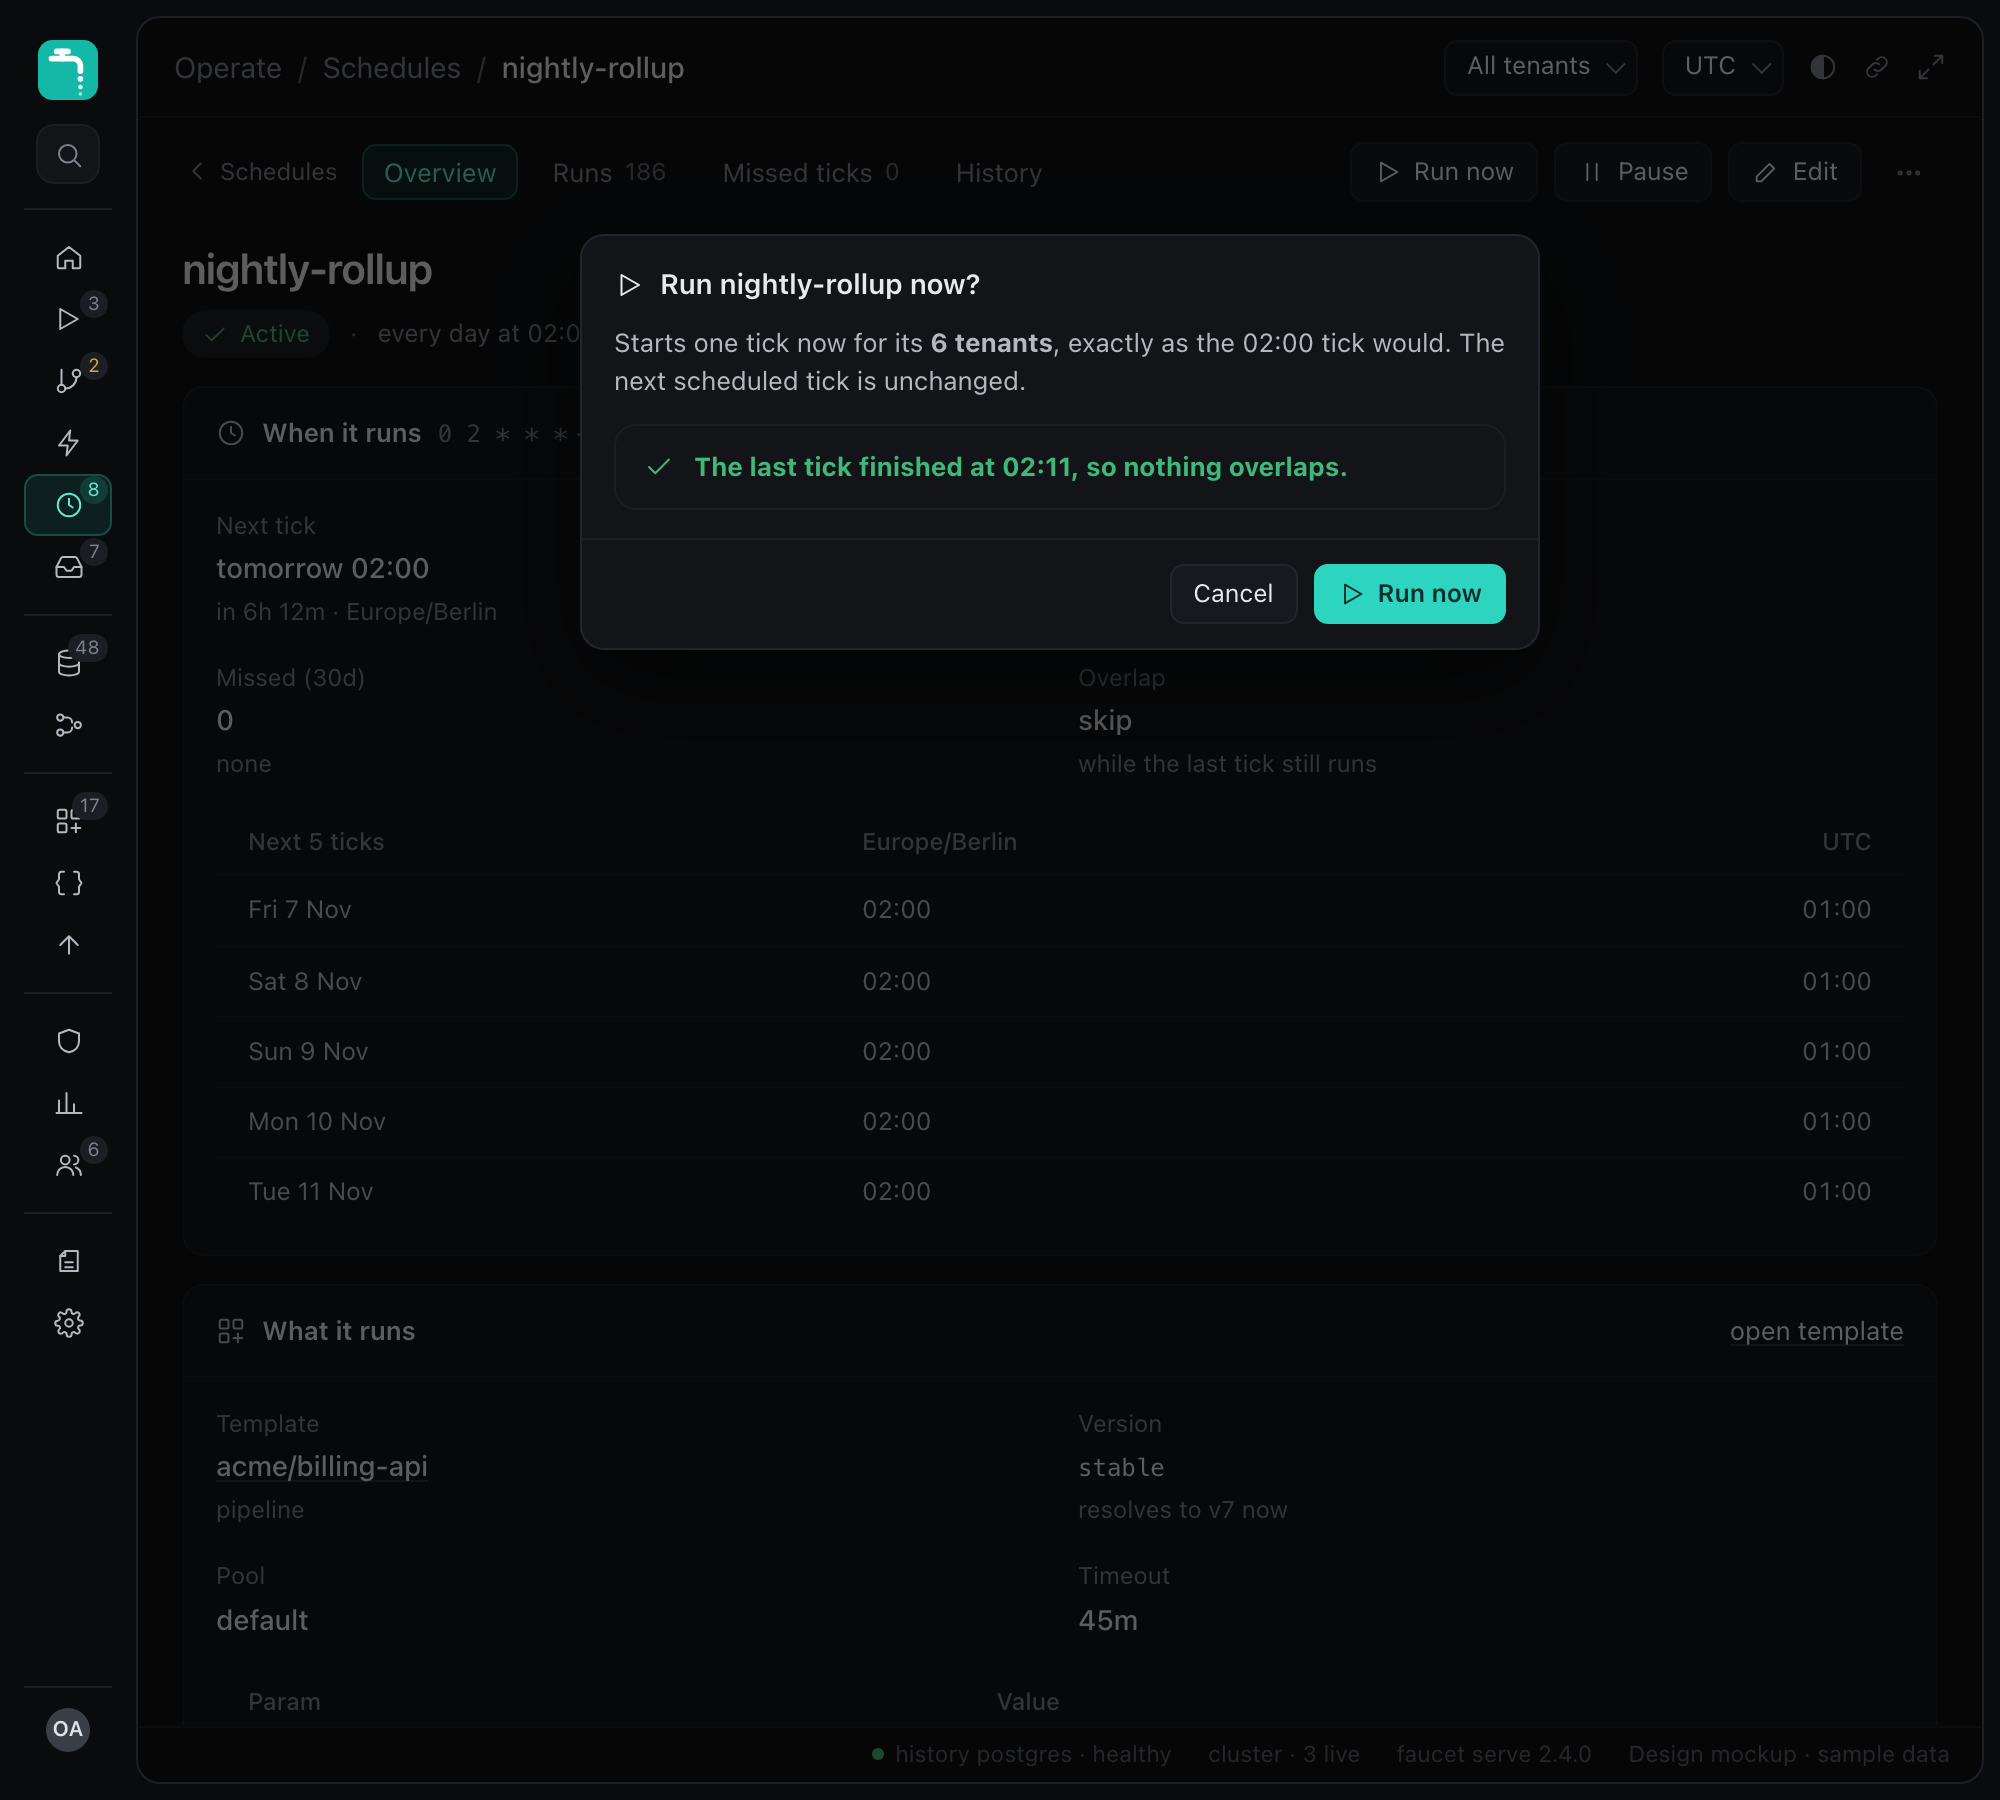 Operate / Schedules / nightly-rollup
All tenants
UTC
Schedules
Overview
Runs 186
Missed ticks 0
History
Run now
Pause
Edit
nightly-rollup
Active · every day at 02:0
3
2
8
7
48
17
6
OA
Run nightly-rollup now?
Starts one tick now for its 6 tenants, exactly as the 02:00 tick would. The
next scheduled tick is unchanged.
The last tick finished at 02:11, so nothing overlaps.
Cancel
Run now
When it runs 0 2 * * *
Next tick
tomorrow 02:00
in 6h 12m · Europe/Berlin
Missed (30d)
0
none
Overlap
skip
while the last tick still runs
Next 5 ticks Europe/Berlin UTC
Fri 7 Nov 02:00 01:00
Sat 8 Nov 02:00 01:00
Sun 9 Nov 02:00 01:00
Mon 10 Nov 02:00 01:00
Tue 11 Nov 02:00 01:00
What it runs
open template
Template
acme/billing-api
pipeline
Version
stable
resolves to v7 now
Pool
default
Timeout
45m
Param Value
history postgres · healthy
cluster · 3 live
faucet serve 2.4.0
Design mockup · sample data